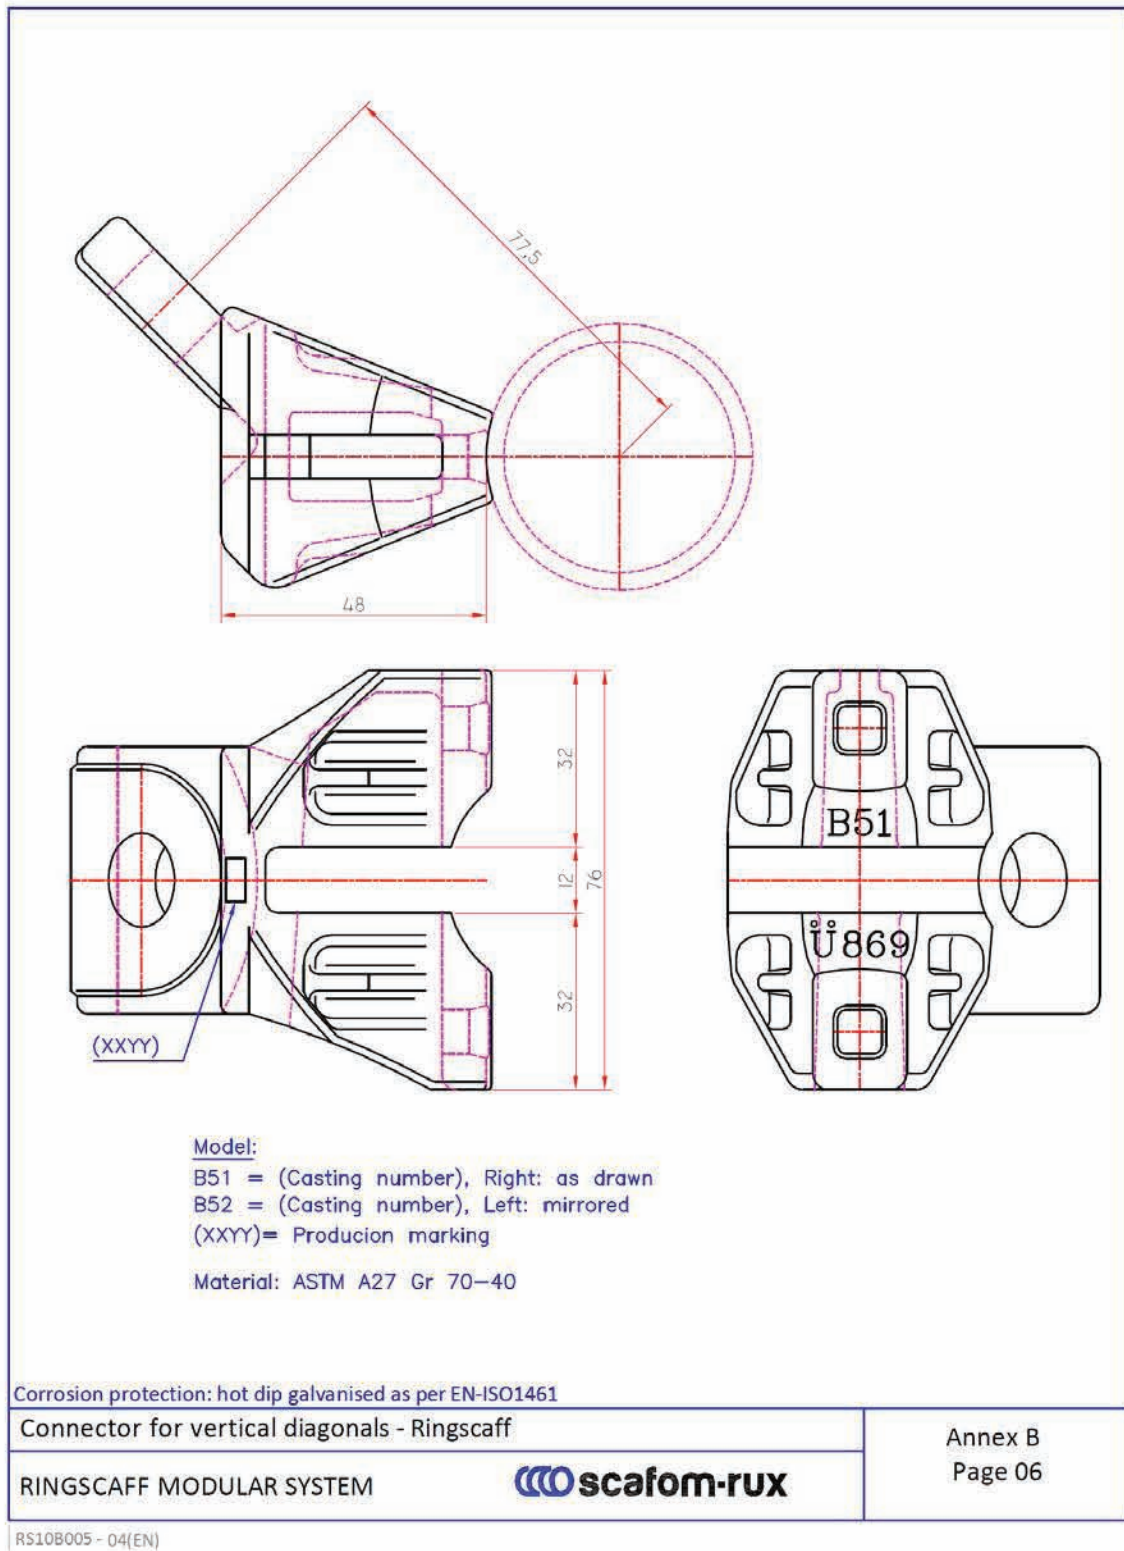 77,5
48
32
12
76
32
B51
Ü869
(XXYY)
Model:
B51 = (Casting number), Right: as drawn
B52 = (Casting number), Left: mirrored
(XXYY)= Producion marking
Material: ASTM A27 Gr 70-40
Corrosion protection: hot dip galvanised as per EN-ISO1461
Connector for vertical diagonals - Ringscaff
RINGSCAFF MODULAR SYSTEM
scafom-rux
Annex B
Page 06
RS10B005 - 04(EN)